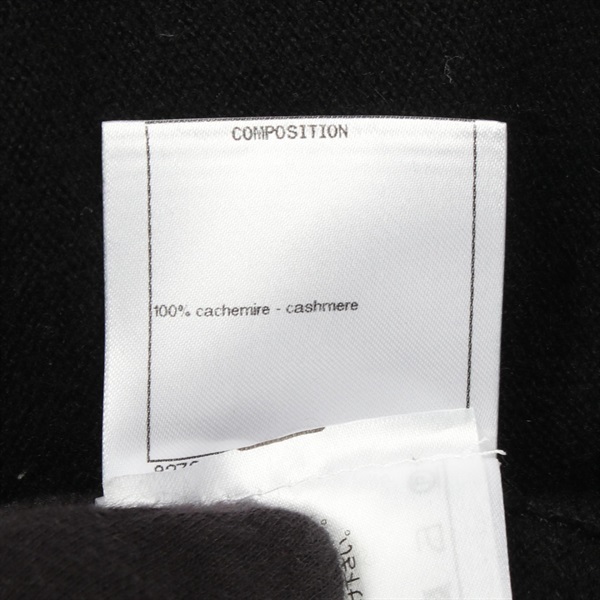 COMPOSITION
100% cachemire - cashmere